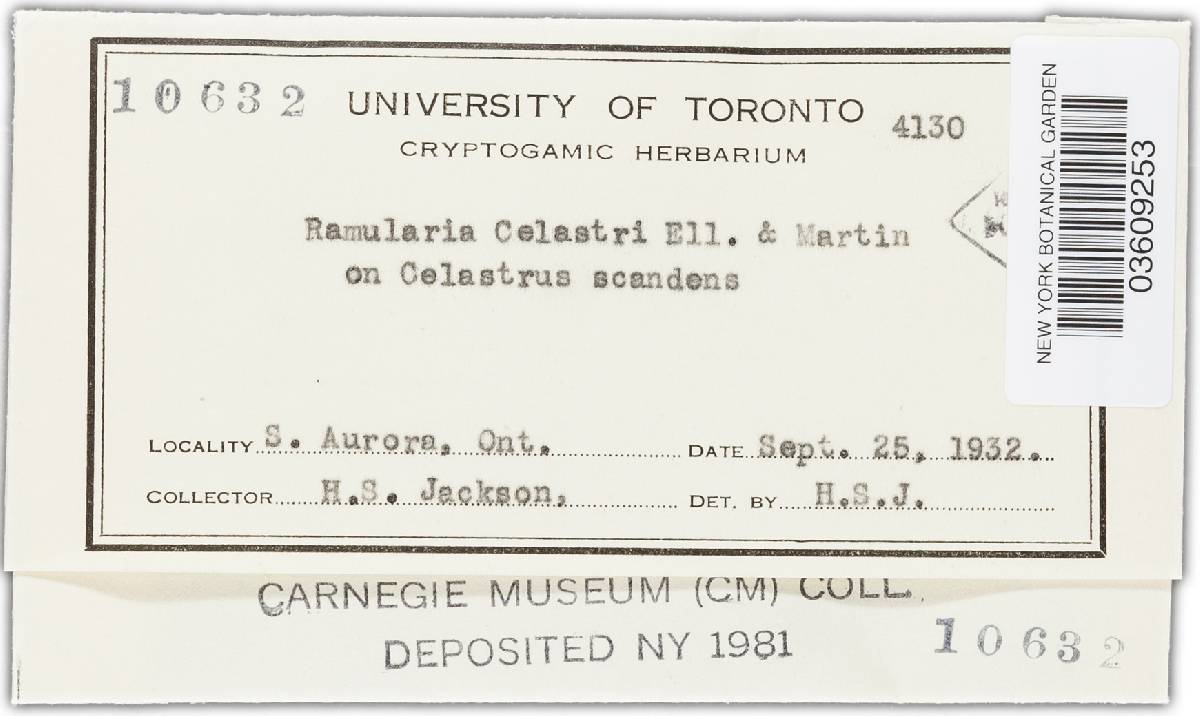 10632
UNIVERSITY OF TORONTO
4130
CRYPTOGAMIC HERBARIUM
Ramularia Celastri Ell. & Martin
on Celastrus scandens
LOCALITY S. Aurora, Ont. DATE Sept. 25, 1932.
COLLECTOR H.S. Jackson, DET. BY H.S.J.
NEW YORK BOTANICAL GARDEN
03609253
CARNEGIE MUSEUM (CM) COLL.
DEPOSITED NY 1981
10632